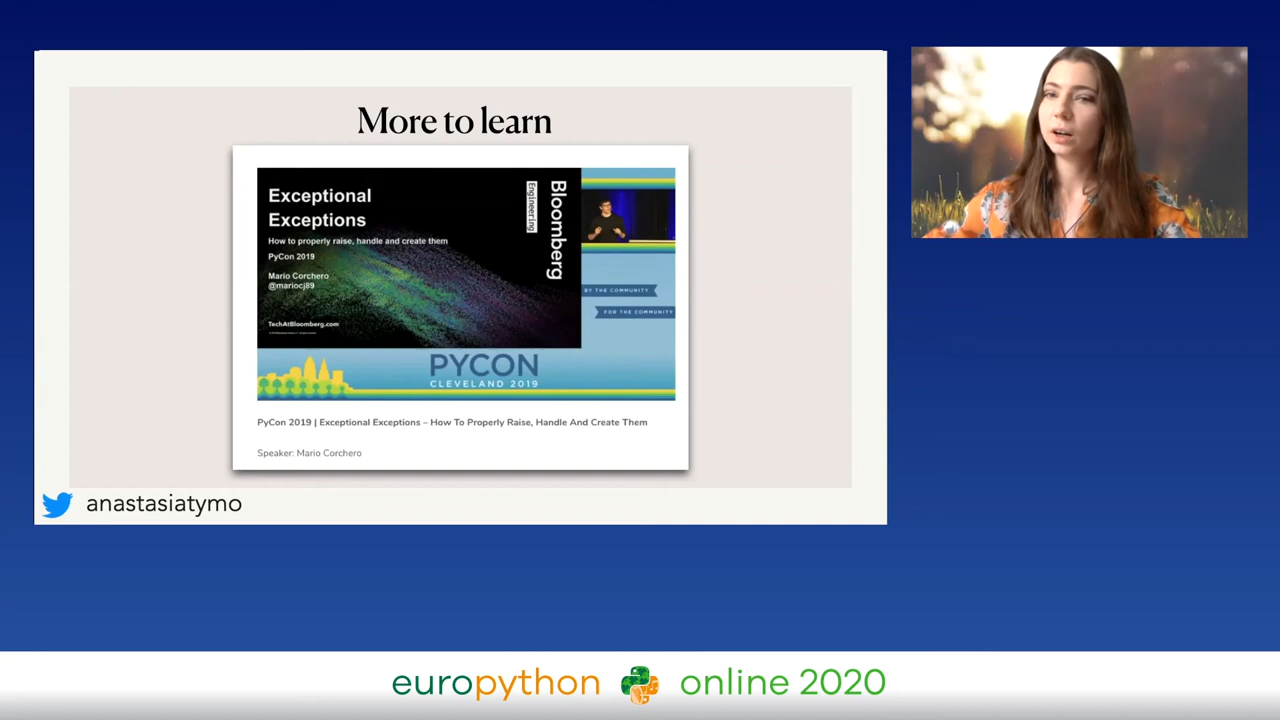 More to learn
Exceptional
Exceptions
How to properly raise, handle and create them
PyCon 2019
Mario Corchero
@mariocj89
TechAtBloomberg.com
Bloomberg
Engineering
BY THE COMMUNITY
FOR THE COMMUNITY
PYCON
CLEVELAND 2019
PyCon 2019 | Exceptional Exceptions – How To Properly Raise, Handle And Create Them
Speaker: Mario Corchero
anastasiatymo
europython online 2020